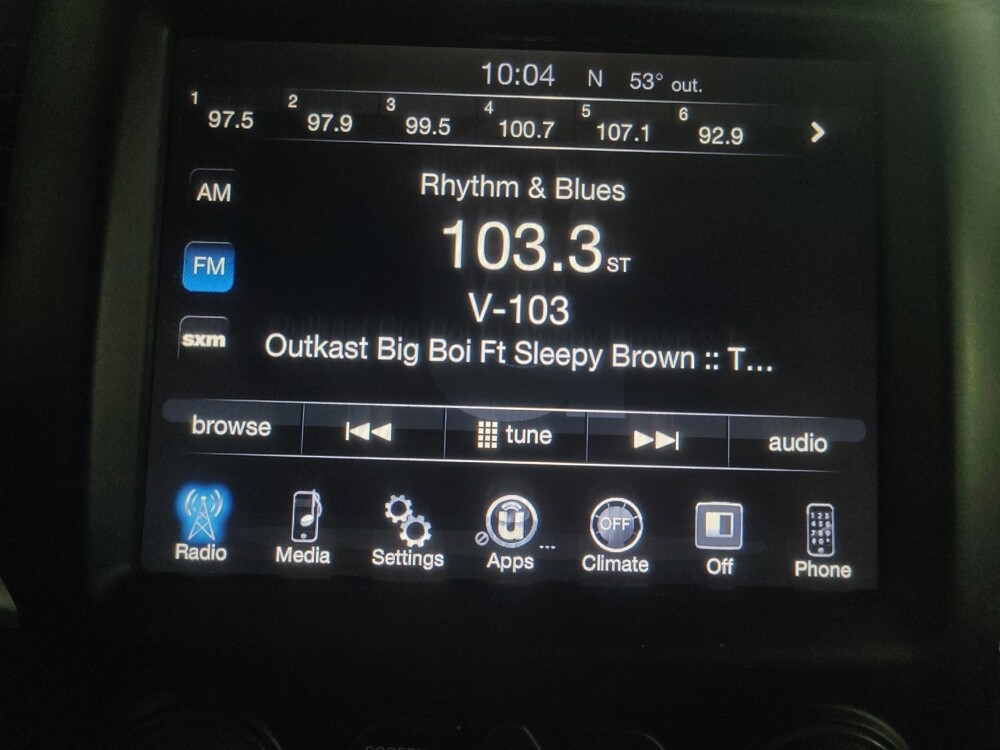 10:04 N 53° out.
1 97.5 2 97.9 3 99.5 4 100.7 5 107.1 6 92.9
AM
Rhythm & Blues
FM
103.3 ST
V-103
sxm
Outkast Big Boi Ft Sleepy Brown :: T...
browse tune audio
OFF
Radio Media Settings Apps ... Climate Off Phone